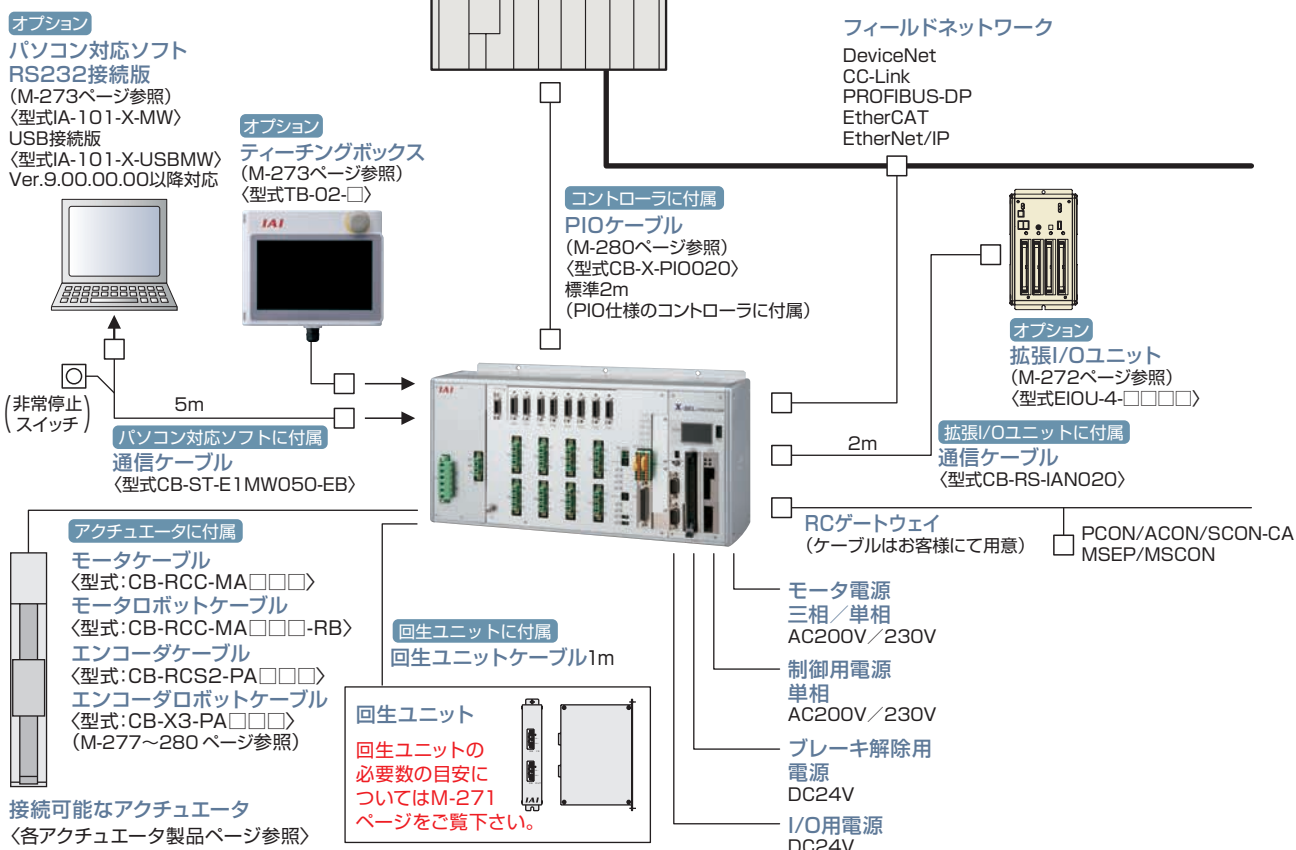 オプション
パソコン対応ソフト
RS232接続版
(M-273ページ参照)
〈型式IA-101-X-MW〉
USB接続版
〈型式IA-101-X-USBMW〉
Ver.9.00.00.00以降対応
オプション
ティーチングボックス
(M-273ページ参照)
〈型式TB-02-□〉
IAI
フィールドネットワーク
DeviceNet
CC-Link
PROFIBUS-DP
EtherCAT
EtherNet/IP
コントローラに付属
PIOケーブル
(M-280ページ参照)
〈型式CB-X-PIO020〉
標準2m
(PIO仕様のコントローラに付属)
オプション
拡張I/Oユニット
(M-272ページ参照)
〈型式EIOU-4-□□□□〉
(非常停止
スイッチ)
5m
パソコン対応ソフトに付属
通信ケーブル
〈型式CB-ST-E1MW050-EB〉
IAI
X-SEL
2m
拡張I/Oユニットに付属
通信ケーブル
〈型式CB-RS-IAN020〉
RCゲートウェイ
(ケーブルはお客様にて用意)
PCON/ACON/SCON-CA
MSEP/MSCON
アクチュエータに付属
モータケーブル
〈型式:CB-RCC-MA□□□〉
モータロボットケーブル
〈型式:CB-RCC-MA□□□-RB〉
エンコーダケーブル
〈型式:CB-RCS2-PA□□□〉
エンコーダロボットケーブル
〈型式:CB-X3-PA□□□〉
(M-277～280 ページ参照)
接続可能なアクチュエータ
〈各アクチュエータ製品ページ参照〉
回生ユニットに付属
回生ユニットケーブル1m
回生ユニット
回生ユニットの
必要数の目安に
ついてはM-271
ページをご覧下さい。
IAI
モータ電源
三相／単相
AC200V／230V
制御用電源
単相
AC200V／230V
ブレーキ解除用
電源
DC24V
I/O用電源
DC24V